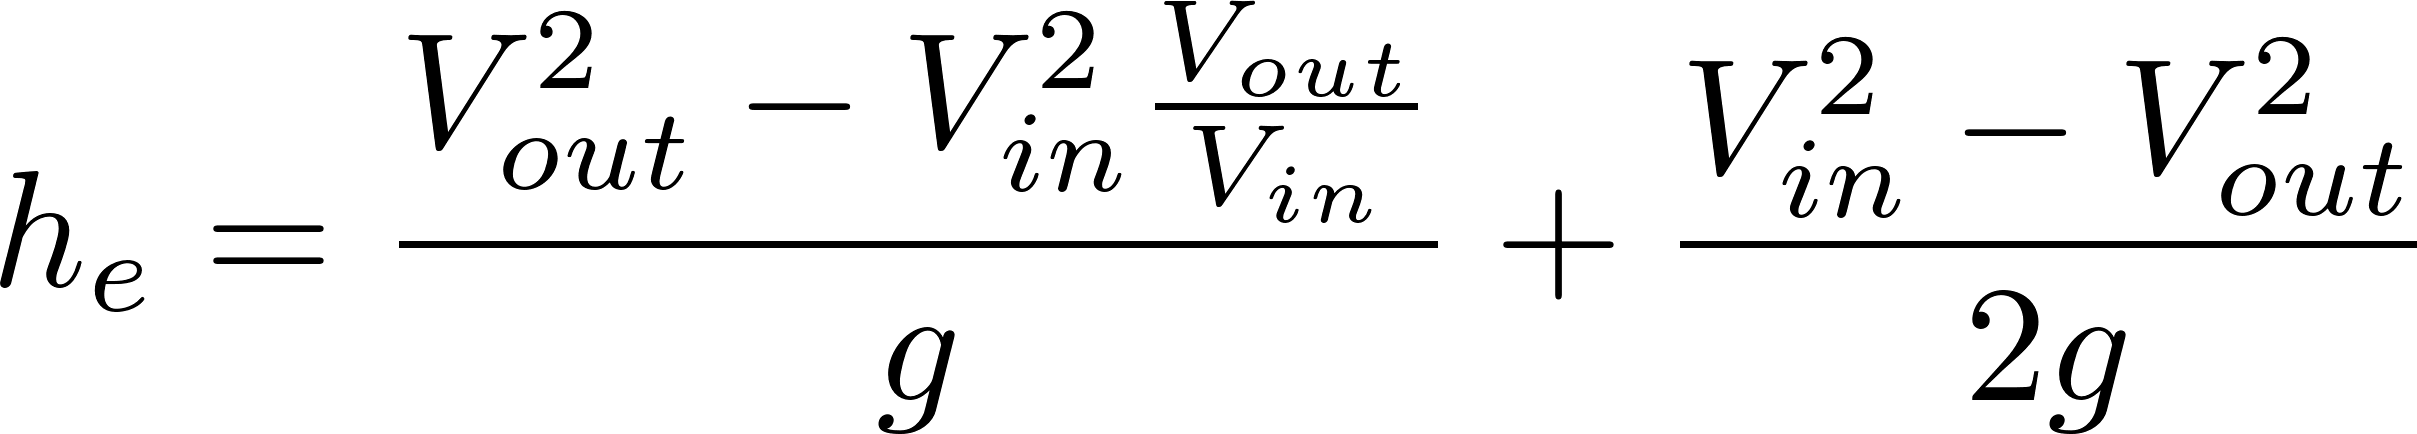 h_e = \frac{V_{out}^2 - V_{in}^2 \frac{V_{out}}{V_{in}}}{g} + \frac{V_{in}^2 - V_{out}^2}{2g}